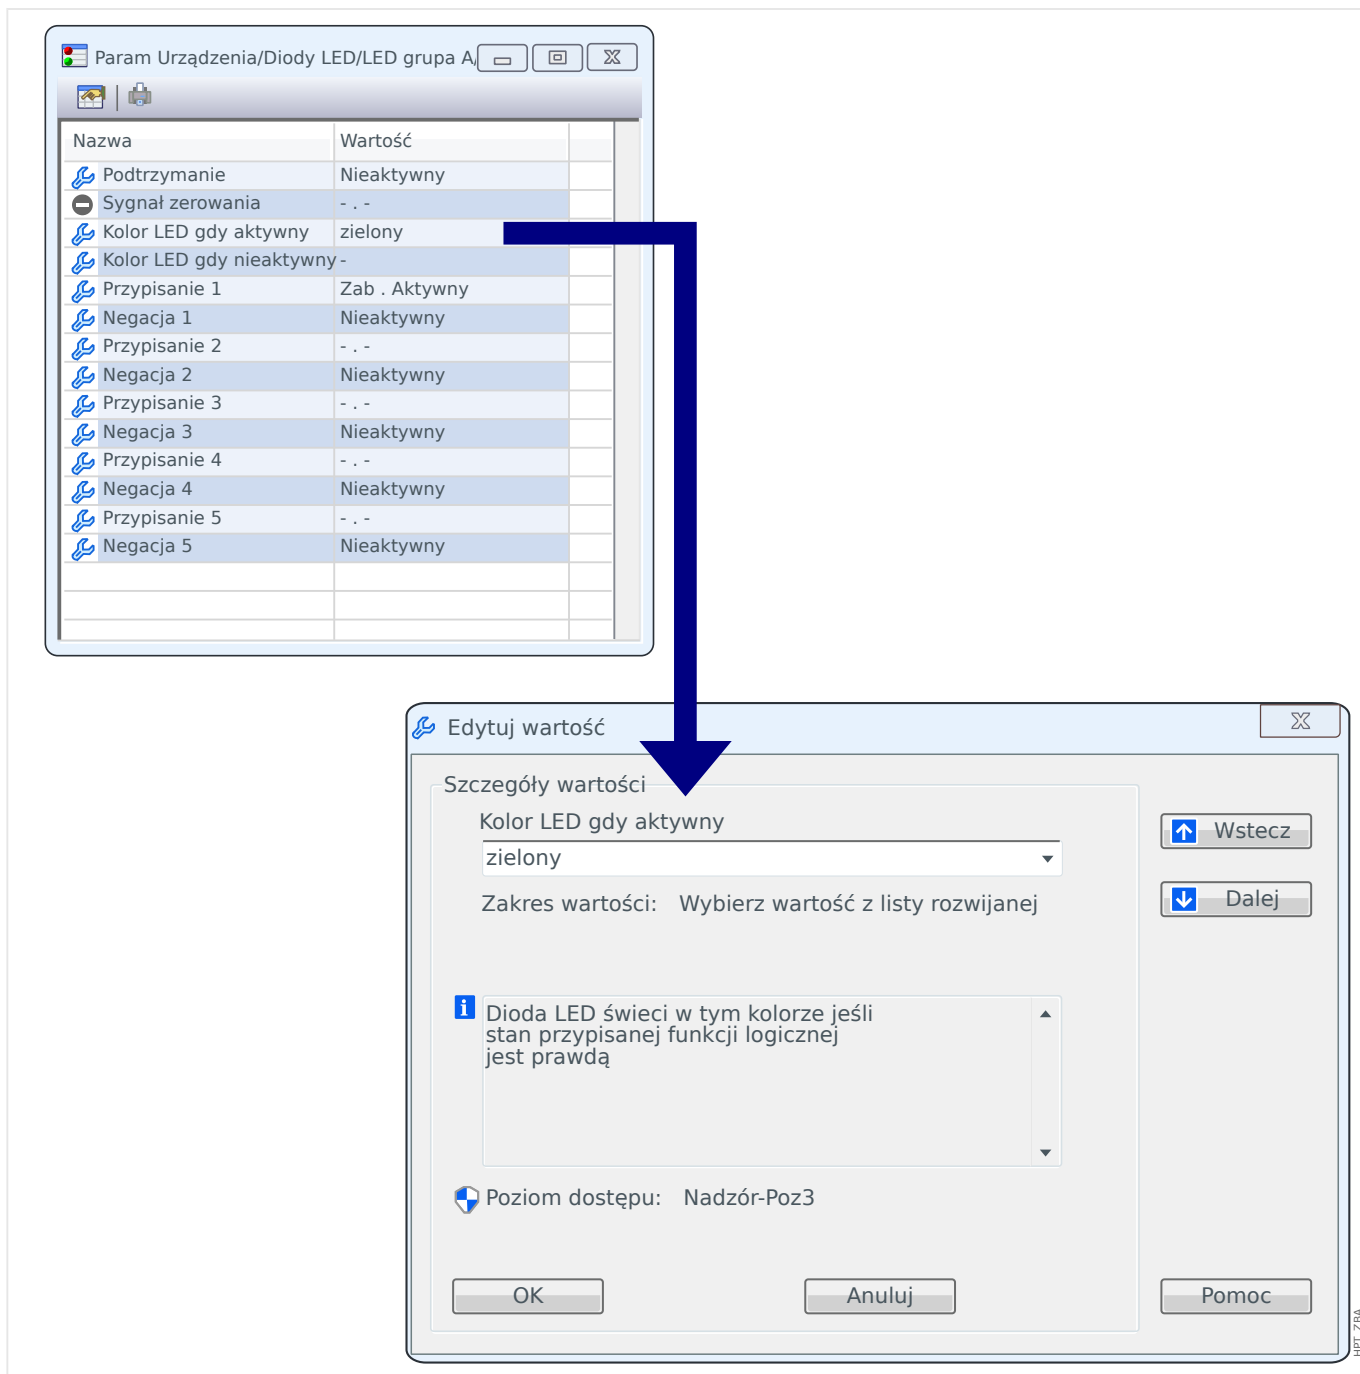 Param Urządzenia/Diody LED/LED grupa A/
Nazwa Wartość
Podtrzymanie Nieaktywny
Sygnał zerowania - . -
Kolor LED gdy aktywny zielony
Kolor LED gdy nieaktywny -
Przypisanie 1 Zab . Aktywny
Negacja 1 Nieaktywny
Przypisanie 2 - . -
Negacja 2 Nieaktywny
Przypisanie 3 - . -
Negacja 3 Nieaktywny
Przypisanie 4 - . -
Negacja 4 Nieaktywny
Przypisanie 5 - . -
Negacja 5 Nieaktywny
Edytuj wartość
Szczegóły wartości
Kolor LED gdy aktywny
zielony
Zakres wartości: Wybierz wartość z listy rozwijanej
Dioda LED świeci w tym kolorze jeśli
stan przypisanej funkcji logicznej
jest prawdą
Poziom dostępu: Nadzór-Poz3
Wstecz
Dalej
OK
Anuluj
Pomoc
HPT_ZBA